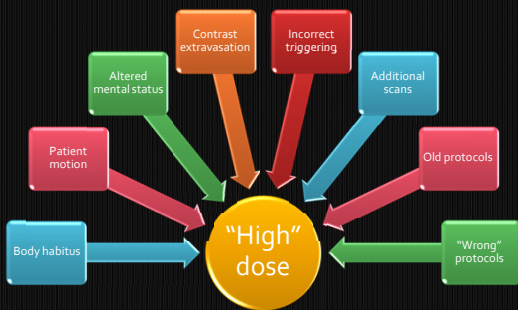 Body habitus
Patient
motion
Altered
mental status
Contrast
extravasation
Incorrect
triggering
Additional
scans
Old protocols
"Wrong"
protocols
"High"
dose